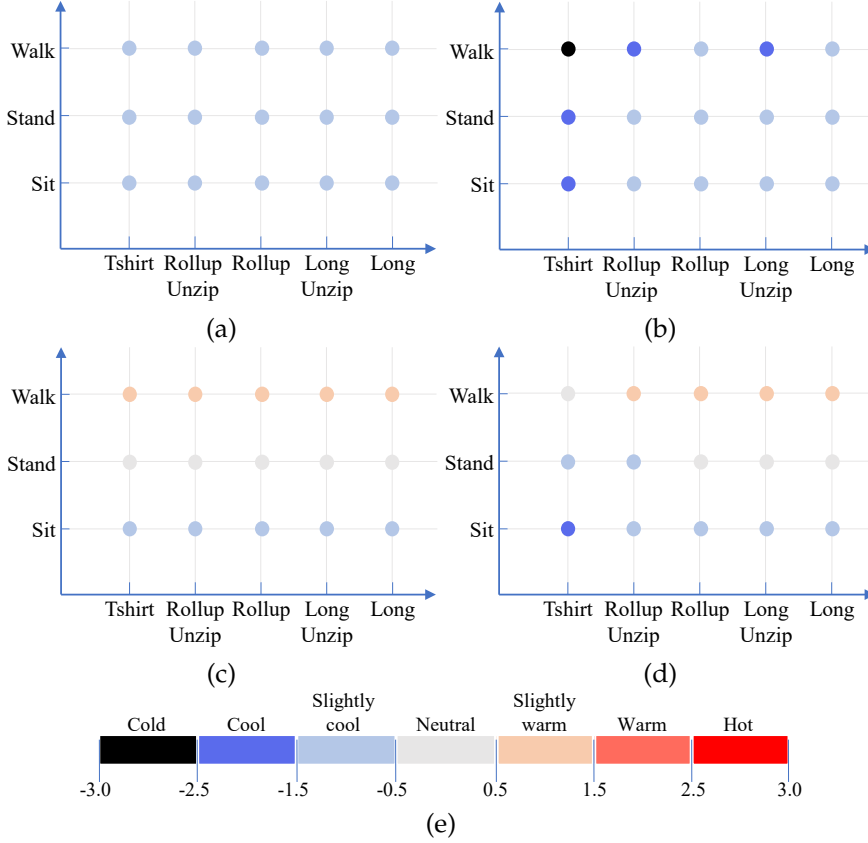 Walk
Stand
Sit
Tshirt Rollup Rollup Long Long
Unzip Unzip
(a)
Walk
Stand
Sit
Tshirt Rollup Rollup Long Long
Unzip Unzip
(b)
Walk
Stand
Sit
Tshirt Rollup Rollup Long Long
Unzip Unzip
(c)
Walk
Stand
Sit
Tshirt Rollup Rollup Long Long
Unzip Unzip
(d)
Slightly Slightly
Cold Cool cool Neutral warm Warm Hot
-3.0 -2.5 -1.5 -0.5 0.5 1.5 2.5 3.0
(e)